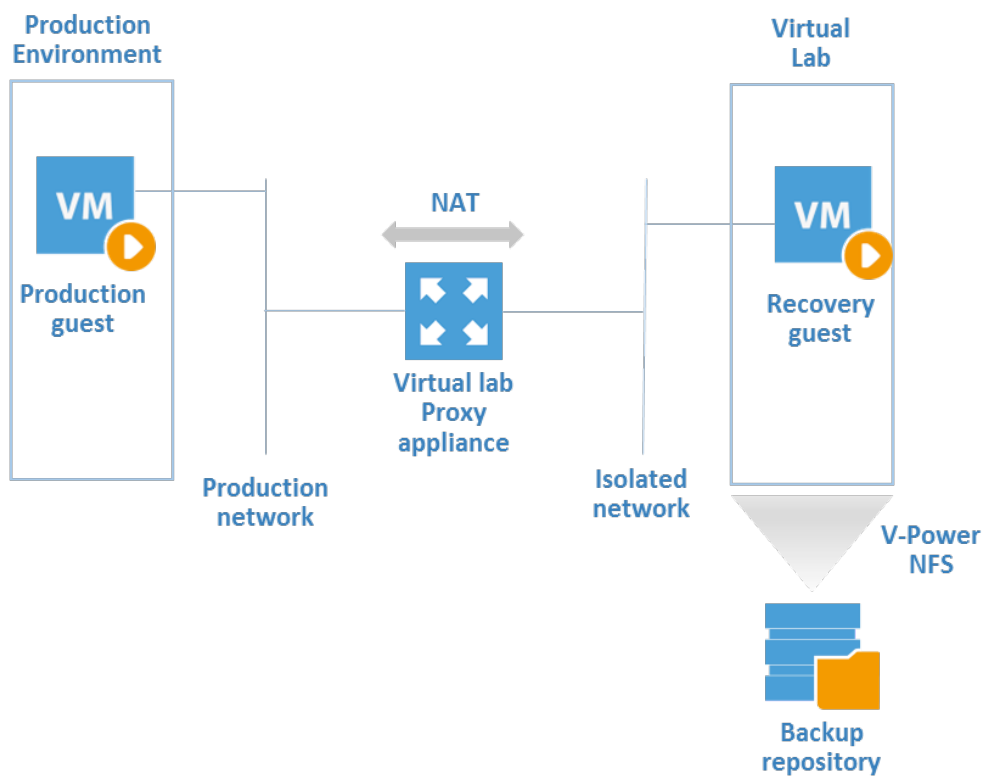 Production
Environment
Virtual
Lab
VM
Production
guest
NAT
Virtual lab
Proxy
appliance
VM
Recovery
guest
Production
network
Isolated
network
V-Power
NFS
Backup
repository